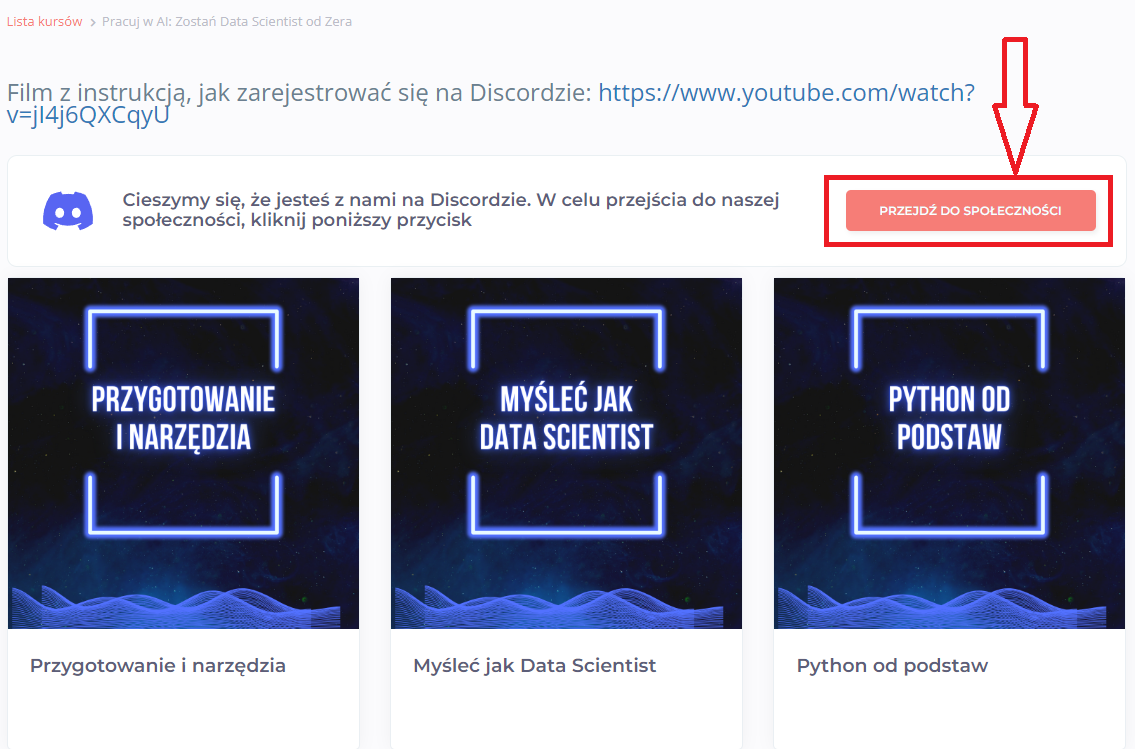 Lista kursów > Pracuj w AI: Zostań Data Scientist od Zera
Film z instrukcją, jak zarejestrować się na Discordzie: https://www.youtube.com/watch?
v=jI4j6QXCqyU
Cieszymy się, że jesteś z nami na Discordzie. W celu przejścia do naszej
społeczności, kliknij poniższy przycisk
PRZEJDŹ DO SPOŁECZNOŚCI
PRZYGOTOWANIE
I NARZĘDZIA
MYŚLEĆ JAK
DATA SCIENTIST
PYTHON OD
PODSTAW
Przygotowanie i narzędzia
Myśleć jak Data Scientist
Python od podstaw